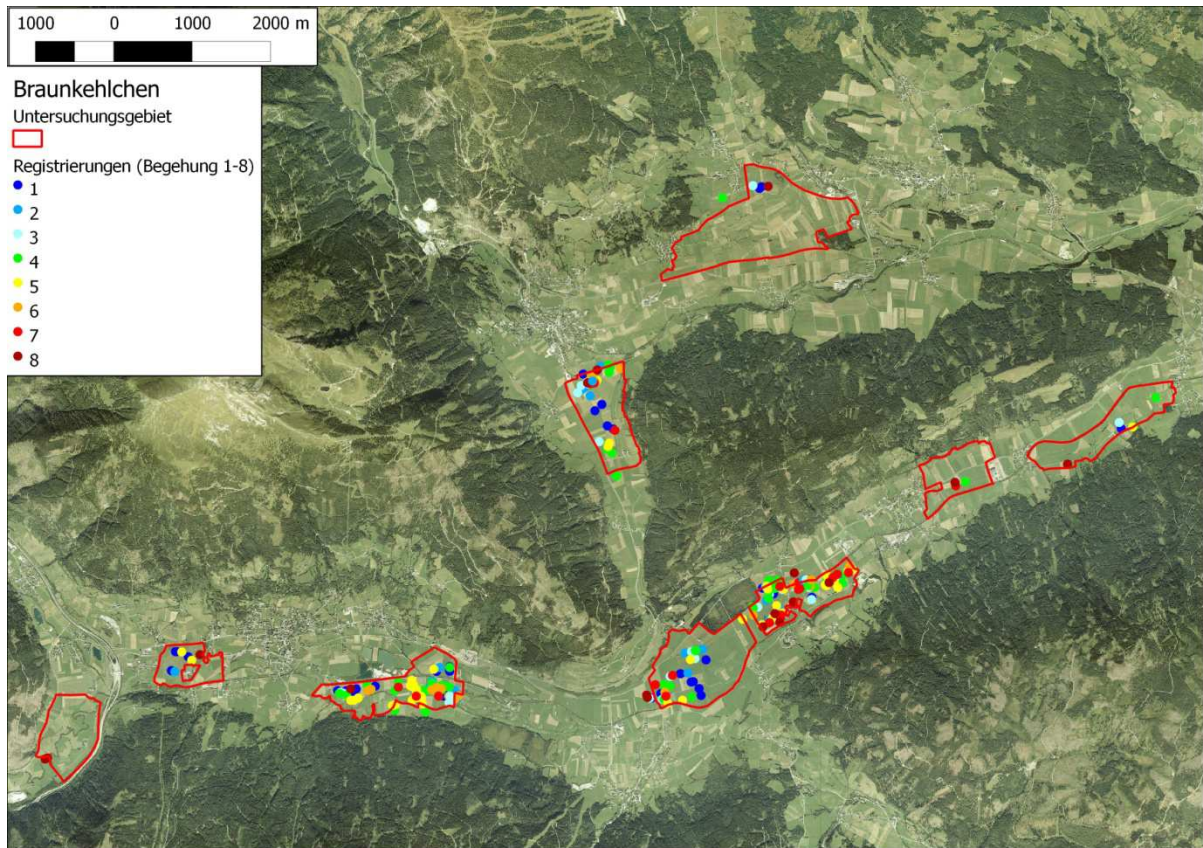 1000 0 1000 2000 m
Braunkehlchen
Untersuchungsgebiet
Registrierungen (Begehung 1-8)
1
2
3
4
5
6
7
8